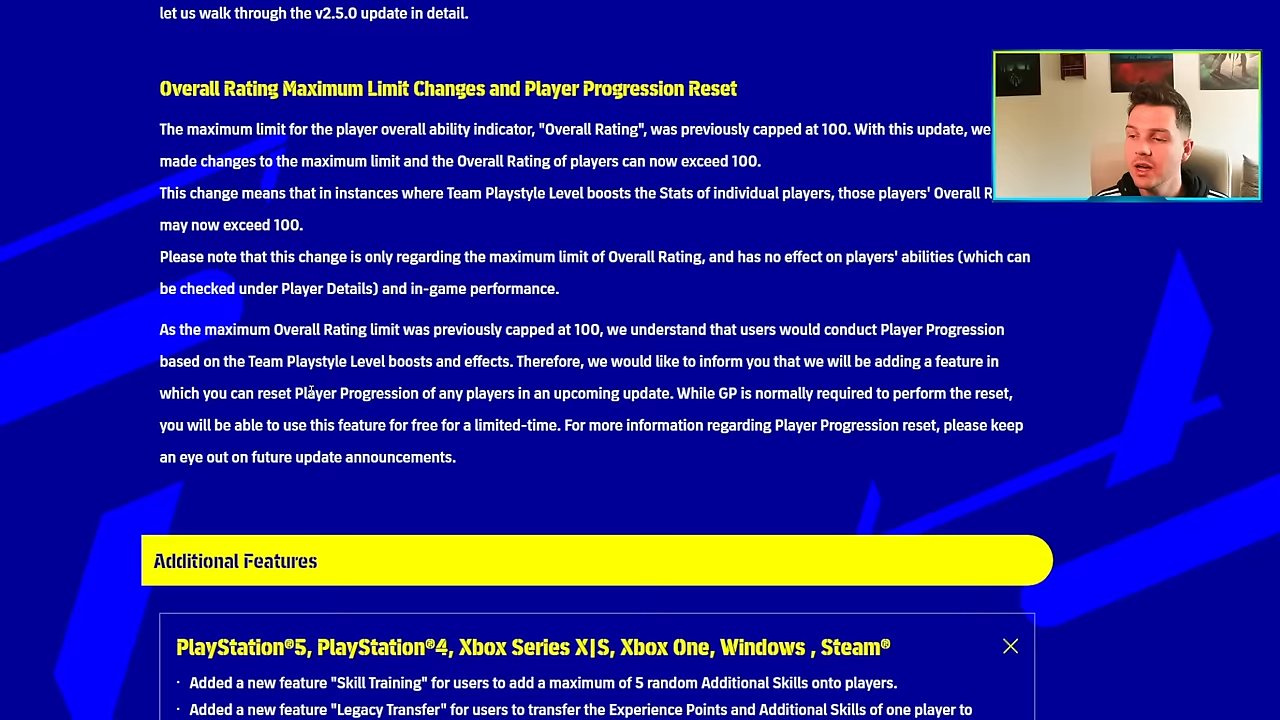 let us walk through the v2.5.0 update in detail.
Overall Rating Maximum Limit Changes and Player Progression Reset
The maximum limit for the player overall ability indicator, "Overall Rating", was previously capped at 100. With this update, we
made changes to the maximum limit and the Overall Rating of players can now exceed 100.
This change means that in instances where Team Playstyle Level boosts the Stats of individual players, those players' Overall R
may now exceed 100.
Please note that this change is only regarding the maximum limit of Overall Rating, and has no effect on players' abilities (which can
be checked under Player Details) and in-game performance.
As the maximum Overall Rating limit was previously capped at 100, we understand that users would conduct Player Progression
based on the Team Playstyle Level boosts and effects. Therefore, we would like to inform you that we will be adding a feature in
which you can reset Player Progression of any players in an upcoming update. While GP is normally required to perform the reset,
you will be able to use this feature for free for a limited-time. For more information regarding Player Progression reset, please keep
an eye out on future update announcements.
Additional Features
PlayStation®5, PlayStation®4, Xbox Series X|S, Xbox One, Windows , Steam®
· Added a new feature "Skill Training" for users to add a maximum of 5 random Additional Skills onto players.
· Added a new feature "Legacy Transfer" for users to transfer the Experience Points and Additional Skills of one player to